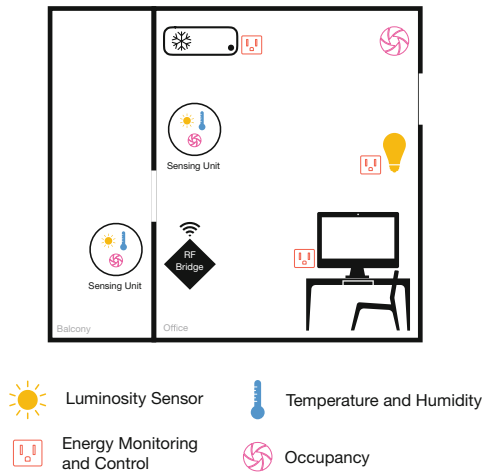 Sensing Unit
RF
Bridge
Sensing Unit
Balcony
Office
Luminosity Sensor
Temperature and Humidity
Energy Monitoring
and Control
Occupancy